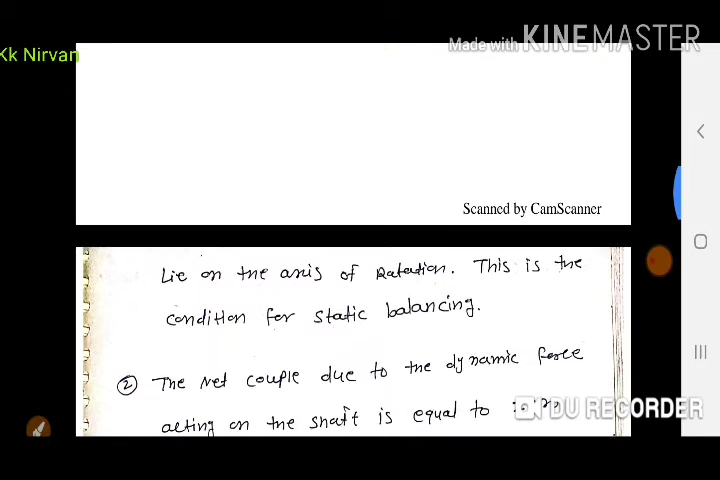 Made with KINEMASTER
Kk Nirvan
Scanned by CamScanner
Lie on the axis of Rotation. This is the
condition for static balancing.
② The Net couple due to the dynamic force
acting on the shaft is equal to
DU RECORDER